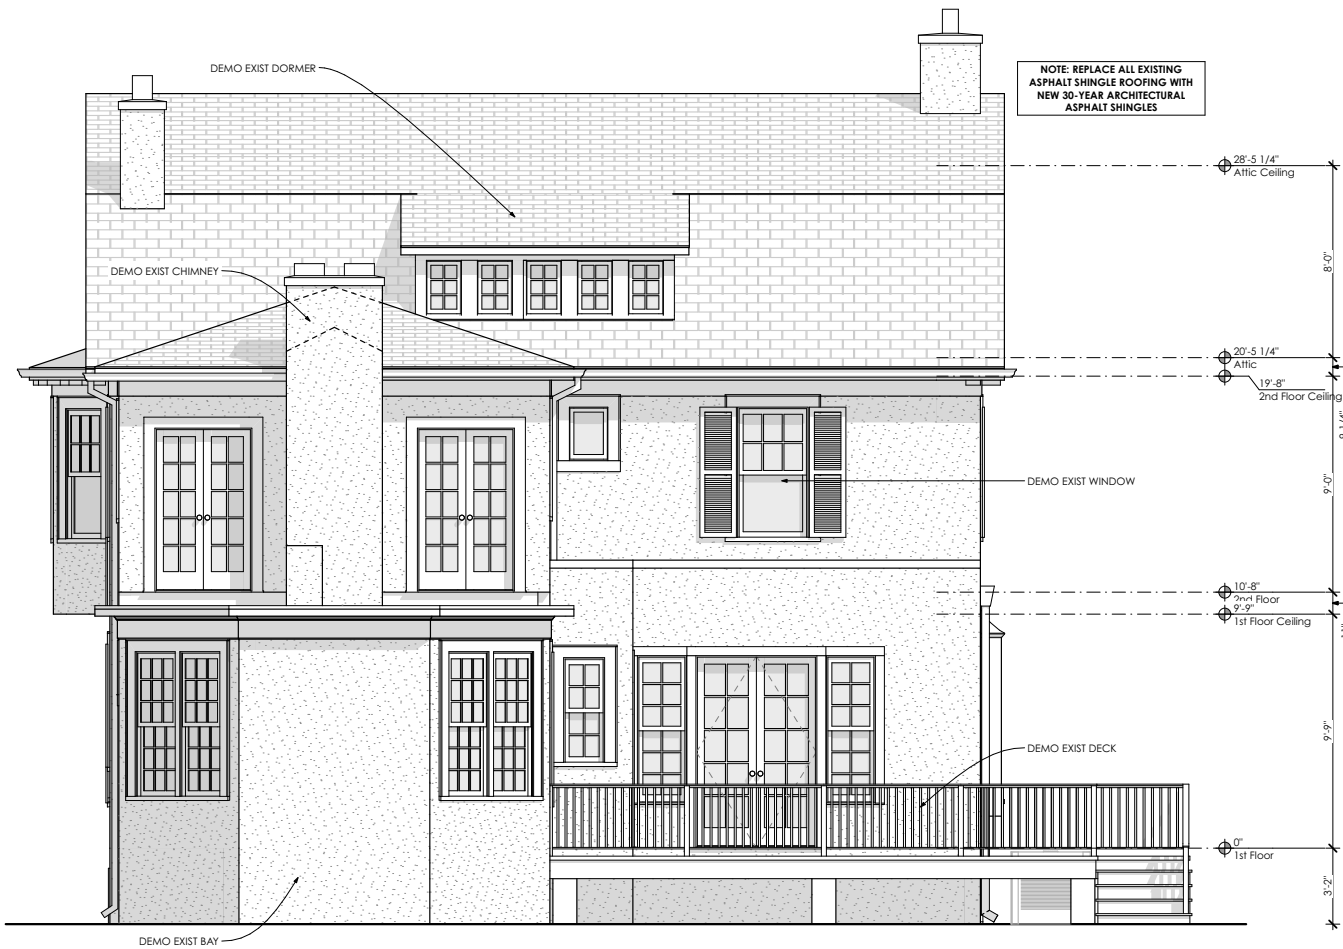 DEMO EXIST DORMER
NOTE: REPLACE ALL EXISTING
ASPHALT SHINGLE ROOFING WITH
NEW 30-YEAR ARCHITECTURAL
ASPHALT SHINGLES
28'-5 1/4"
Attic Ceiling
8'-0"
DEMO EXIST CHIMNEY
20'-5 1/4"
Attic
19'-8"
2nd Floor Ceiling
9'-0"
DEMO EXIST WINDOW
10'-8"
2nd Floor
9'-9"
1st Floor Ceiling
9'-9"
DEMO EXIST DECK
0"
1st Floor
3'-2"
DEMO EXIST BAY